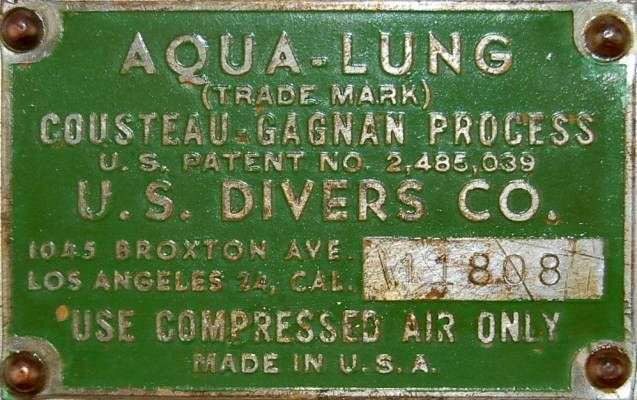 AQUA-LUNG
(TRADE MARK)
COUSTEAU-GAGNAN PROCESS
U.S. PATENT NO. 2,485,039
U.S. DIVERS CO.
1045 BROXTON AVE.
LOS ANGELES 24, CAL.
11808
USE COMPRESSED AIR ONLY
MADE IN U.S.A.